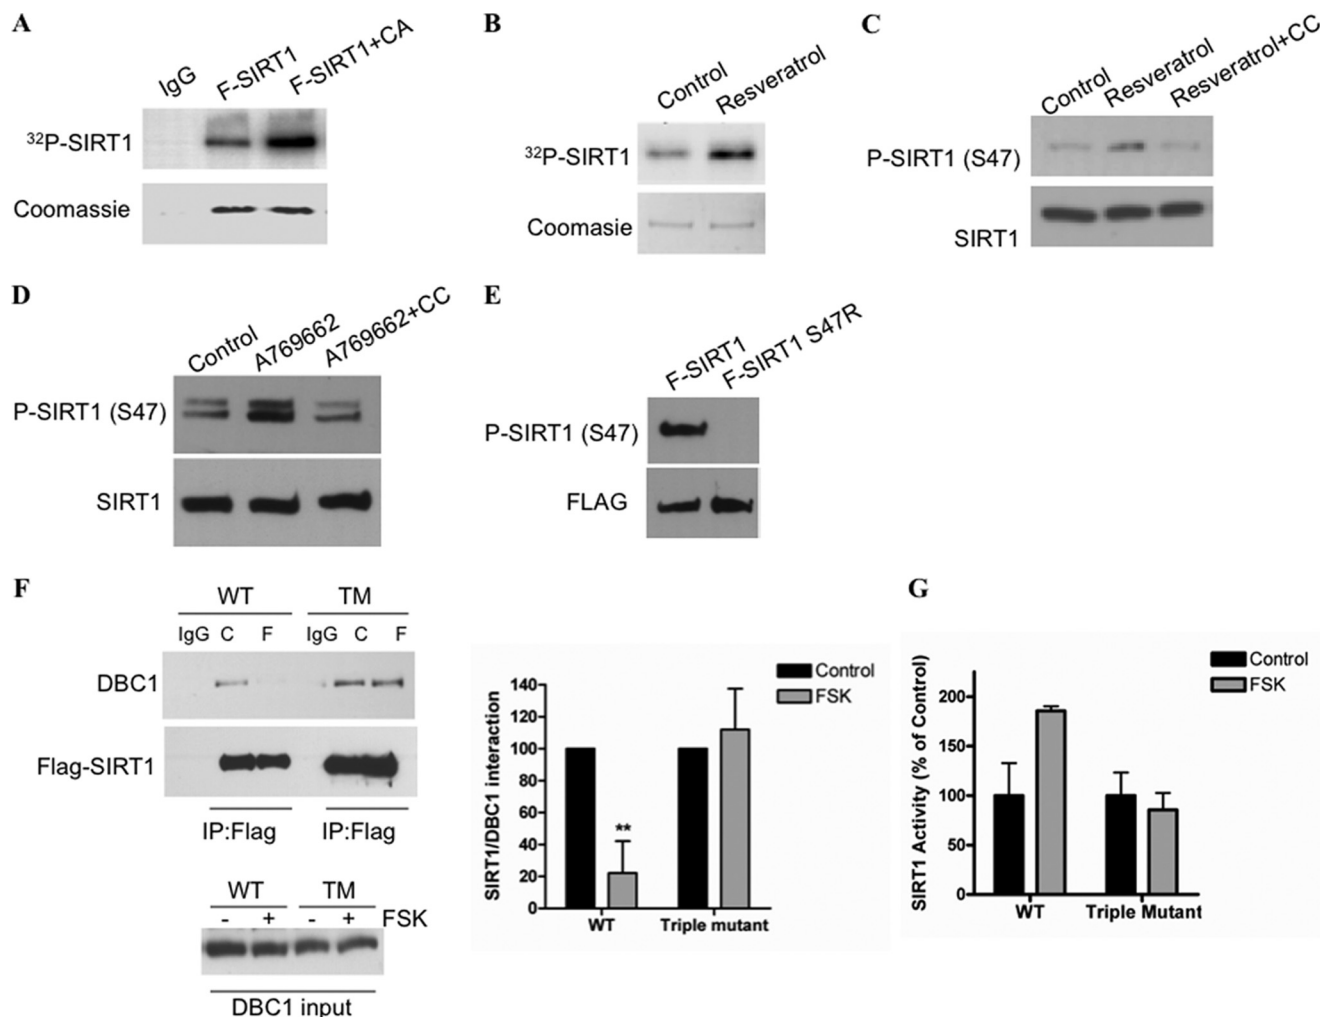 A
IgG
F-SIRT1
F-SIRT1+CA
32P-SIRT1
Coomassie
B
Control
Resveratrol
32P-SIRT1
Coomasie
C
Control
Resveratrol
Resveratrol+CC
P-SIRT1 (S47)
SIRT1
D
Control
A769662
A769662+CC
P-SIRT1 (S47)
SIRT1
E
F-SIRT1
F-SIRT1 S47R
P-SIRT1 (S47)
FLAG
F
WT TM
IgG C F IgG C F
DBC1
Flag-SIRT1
IP:Flag IP:Flag
WT TM
- + - + FSK
DBC1 input
SIRT1/DBC1 interaction
140
120
100
80
60
40
20
0
**
WT Triple mutant
Control
FSK
G
SIRT1 Activity (% of Control)
200
150
100
50
0
WT Triple Mutant
Control
FSK